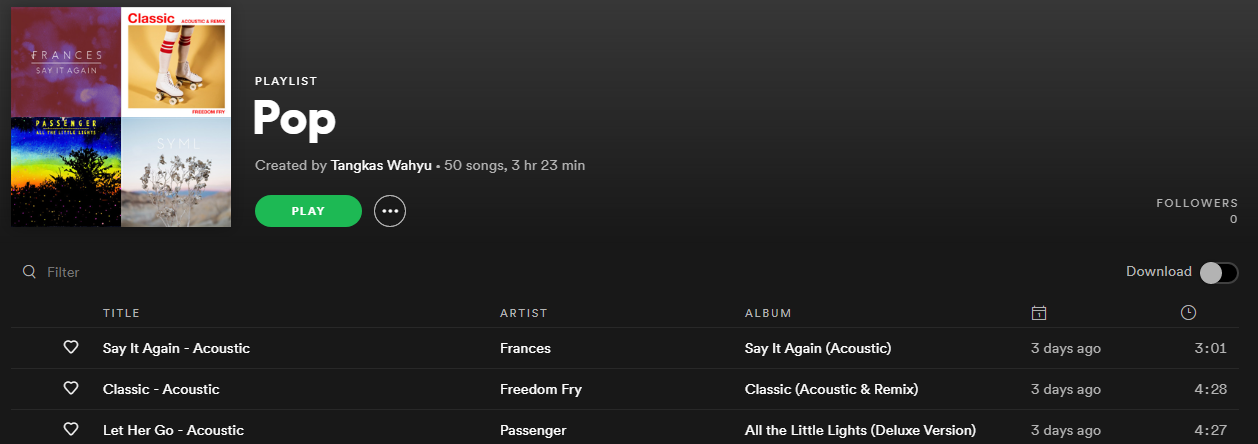 FRANCES
SAY IT AGAIN
Classic
ACOUSTIC & REMIX
FREEDOM FRY
PASSENGER
ALL THE LITTLE LIGHTS
SYML
PLAYLIST
Pop
Created by Tangkas Wahyu • 50 songs, 3 hr 23 min
PLAY
FOLLOWERS
0
Filter
Download
TITLE ARTIST ALBUM
Say It Again - Acoustic Frances Say It Again (Acoustic) 3 days ago 3:01
Classic - Acoustic Freedom Fry Classic (Acoustic & Remix) 3 days ago 4:28
Let Her Go - Acoustic Passenger All the Little Lights (Deluxe Version) 3 days ago 4:27